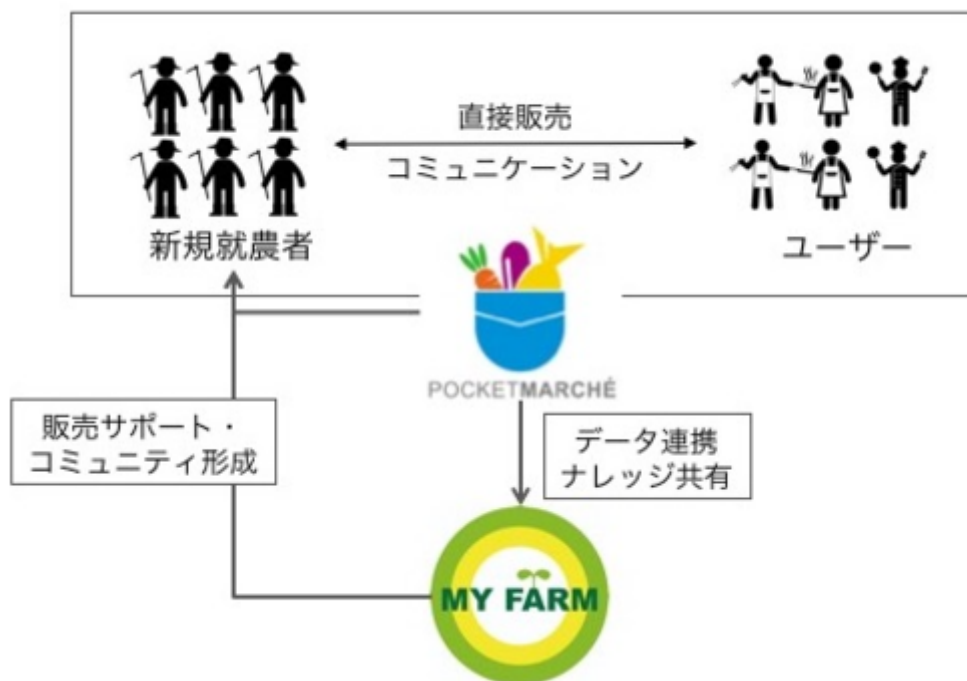 直接販売
コミュニケーション
新規就農者
ユーザー
POCKETMARCHÉ
販売サポート・
コミュニティ形成
データ連携
ナレッジ共有
MY FARM